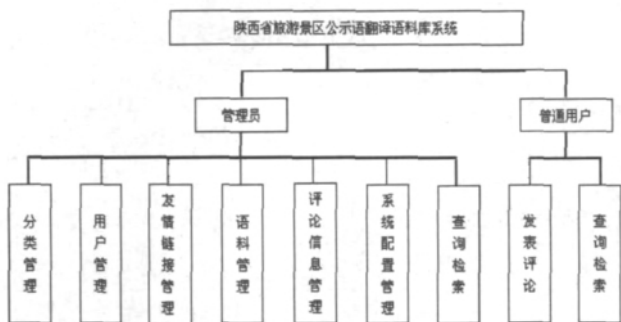 陕西省旅游景区公示语翻译语料库系统
管理员
普通用户
分类管理
用户管理
友情链接管理
语料管理
评论信息管理
系统配置管理
查询检索
发表评论
查询检索